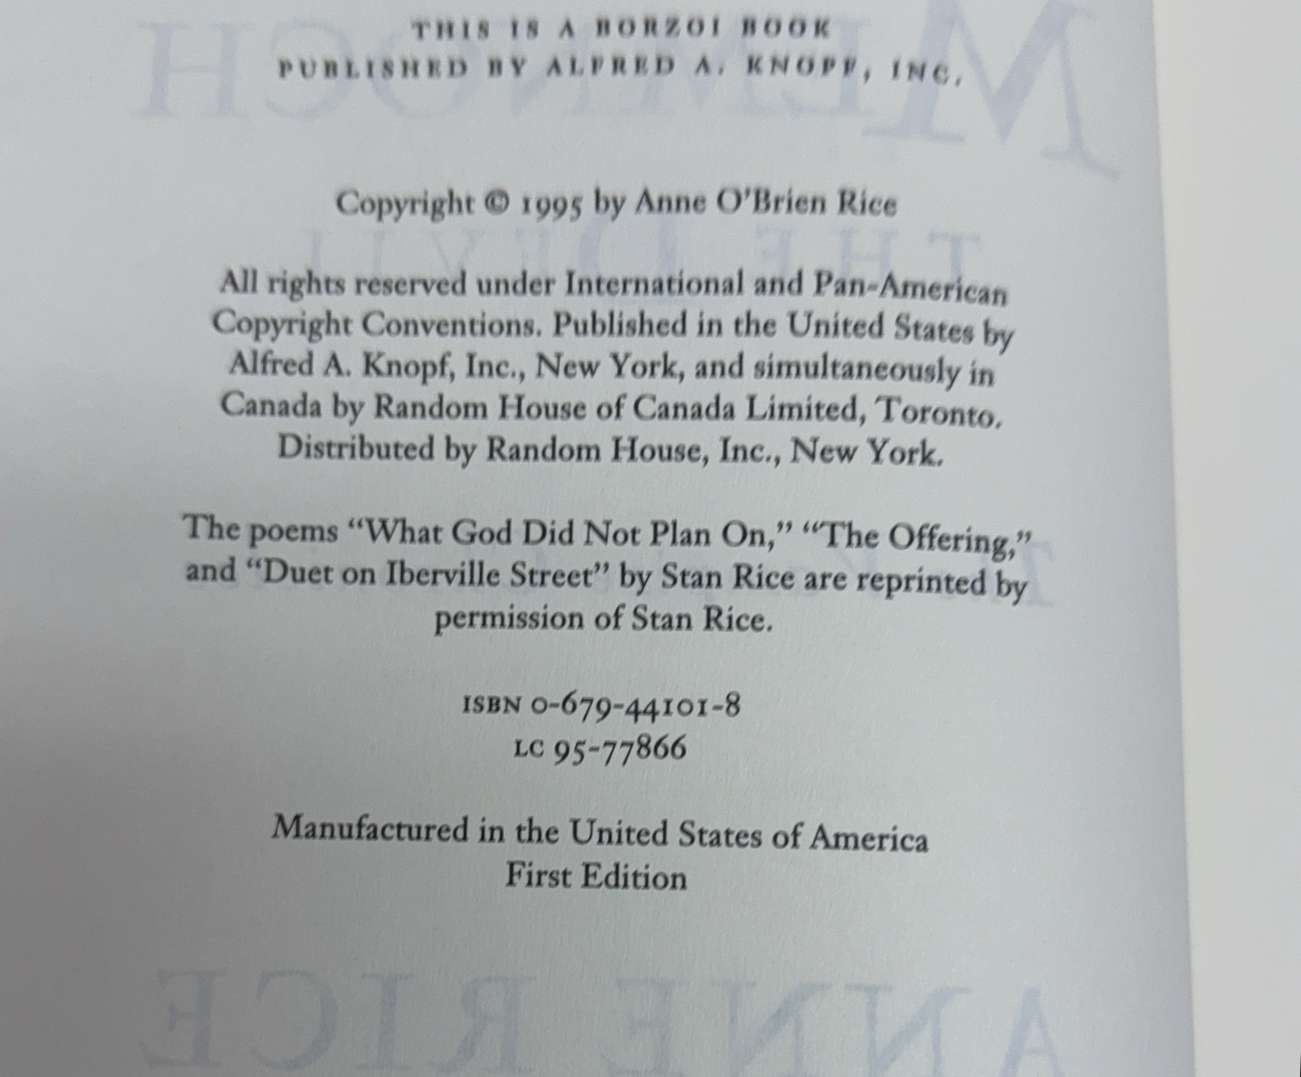 THIS IS A BORZOI BOOK
PUBLISHED BY ALFRED A. KNOPF, INC.
Copyright © 1995 by Anne O'Brien Rice
All rights reserved under International and Pan-American
Copyright Conventions. Published in the United States by
Alfred A. Knopf, Inc., New York, and simultaneously in
Canada by Random House of Canada Limited, Toronto.
Distributed by Random House, Inc., New York.
The poems “What God Did Not Plan On,” “The Offering,”
and “Duet on Iberville Street” by Stan Rice are reprinted by
permission of Stan Rice.
ISBN 0-679-44101-8
LC 95-77866
Manufactured in the United States of America
First Edition
MEMNOCH
THE DEVIL
ANNE RICE